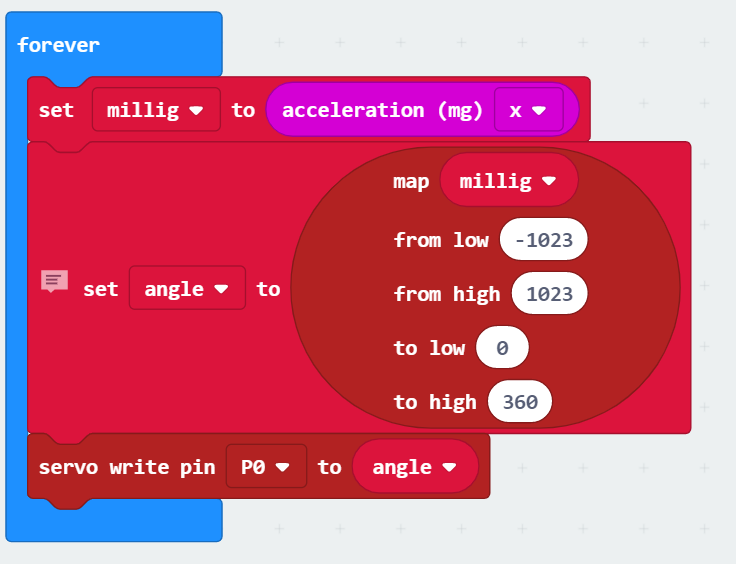 forever
set millig to acceleration (mg) x
map millig
from low -1023
set angle to
from high 1023
to low 0
to high 360
servo write pin P0 to angle